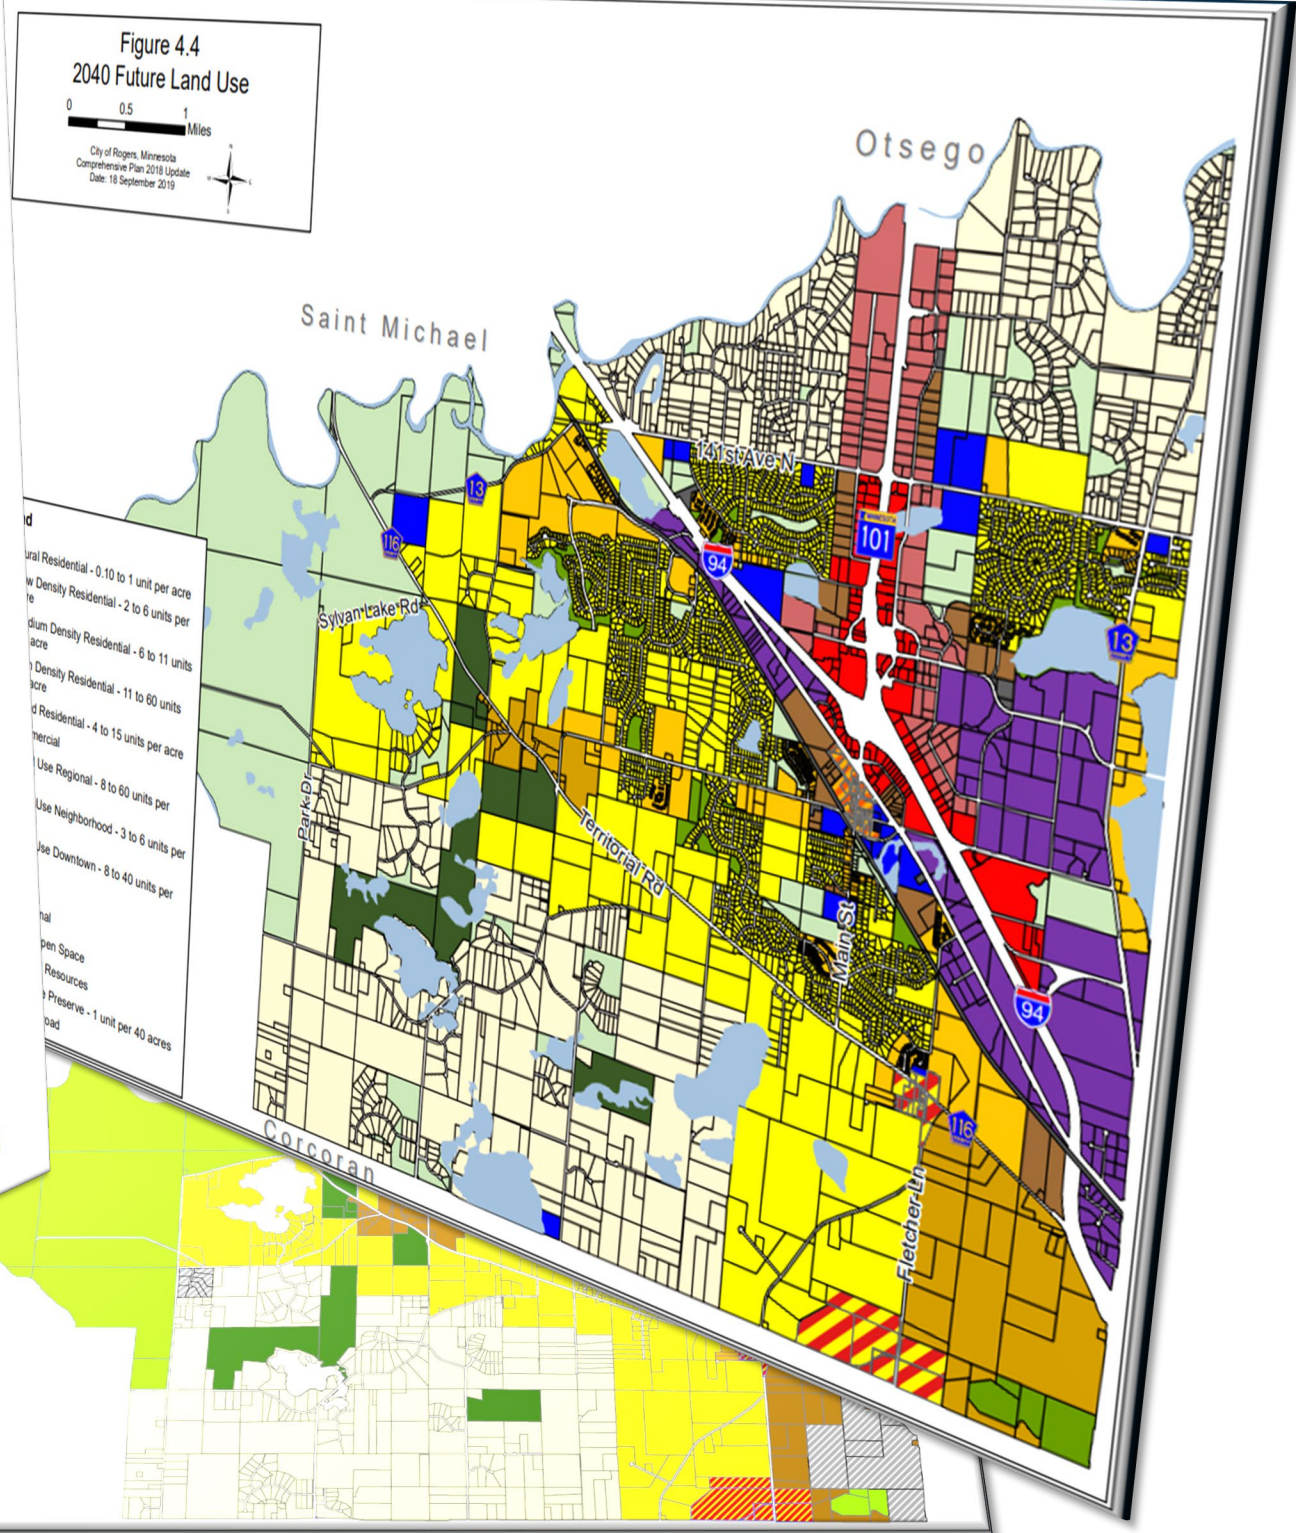 Figure 4.4
2040 Future Land Use
0 0.5 1
Miles
City of Rogers, Minnesota
Comprehensive Plan 2018 Update
Date: 18 September 2019
N
S
Otsego
Saint Michael
141st Ave N
13
116
MINNESOTA
101
94
Sylvan Lake Rd
13
Park Dr
Territorial Rd
Main St
94
116
Fletcher Ln
Corcoran
d
ural Residential - 0.10 to 1 unit per acre
w Density Residential - 2 to 6 units per
re
dium Density Residential - 6 to 11 units
acre
Density Residential - 11 to 60 units
acre
d Residential - 4 to 15 units per acre
mercial
Use Regional - 8 to 60 units per
Use Neighborhood - 3 to 6 units per
Use Downtown - 8 to 40 units per
nal
pen Space
Resources
e Preserve - 1 unit per 40 acres
oad